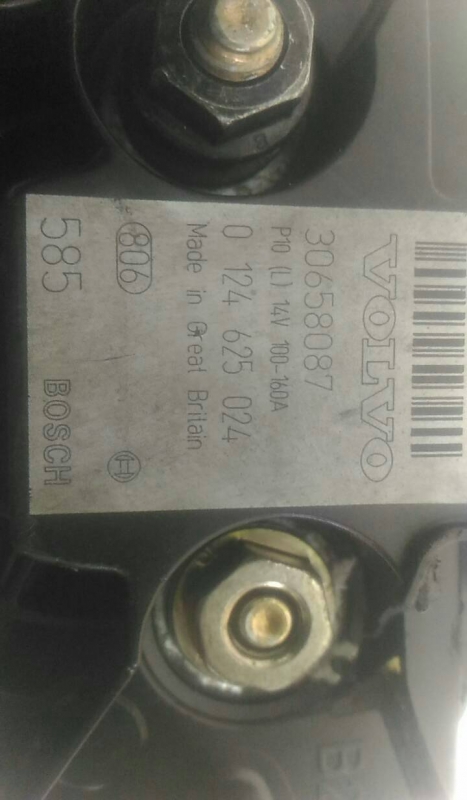 VOLVO
30658087
P10 (L) 14V 100-160A
0 124 625 024
Made in Great Britain
806
585 BOSCH